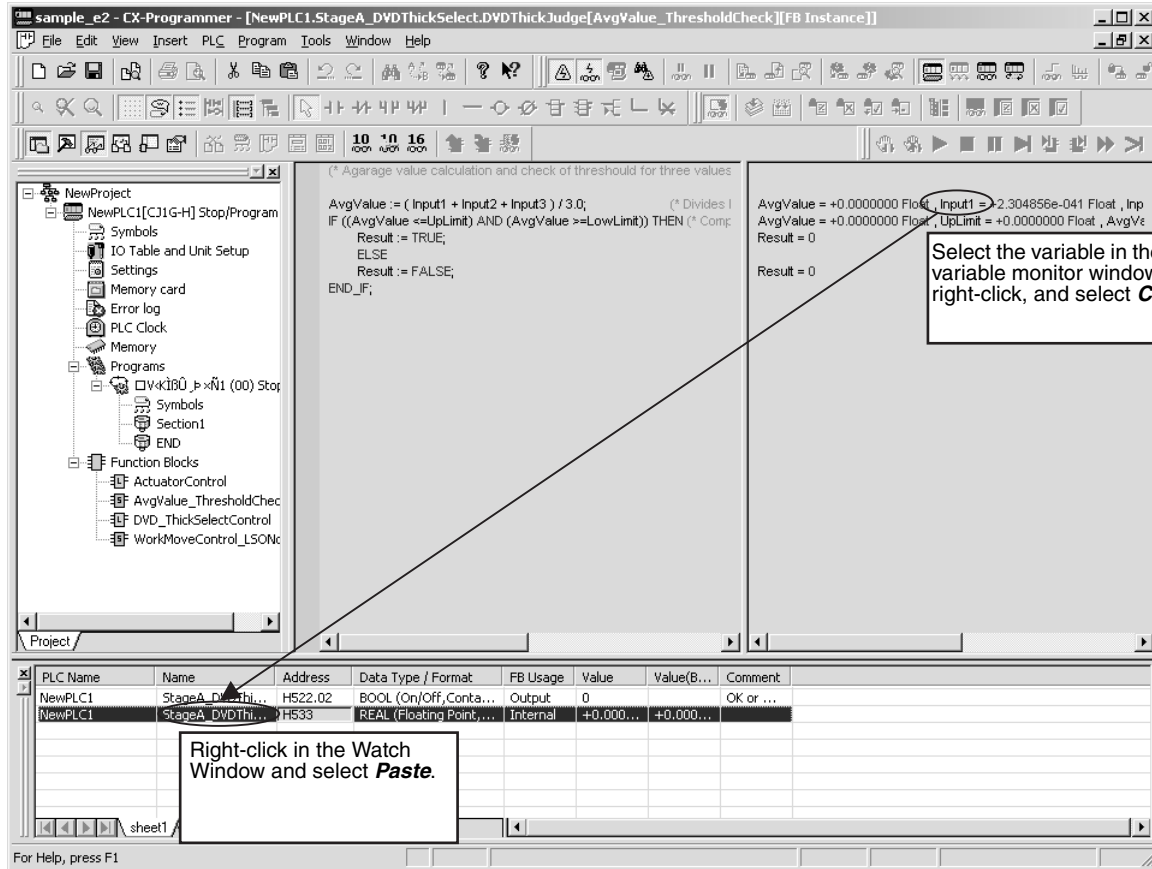 sample_e2 - CX-Programmer - [NewPLC1.StageA_DVDThickSelect.DVDThickJudge[AvgValue_ThresholdCheck][FB Instance]]
File Edit View Insert PLC Program Tools Window Help
10 10 16
NewProject
NewPLC1[CJ1G-H] Stop/Program
Symbols
IO Table and Unit Setup
Settings
Memory card
Error log
PLC Clock
Memory
Programs
(00) Stop
Symbols
Section1
END
Function Blocks
ActuatorControl
AvgValue_ThresholdChec
DVD_ThickSelectControl
WorkMoveControl_LSONo
Project
(* Agarage value calculation and check of threshould for three values
AvgValue := ( Input1 + Input2 + Input3 ) / 3.0; (* Divides I
IF ((AvgValue <=UpLimit) AND (AvgValue >=LowLimit)) THEN (* Comp
Result := TRUE;
ELSE
Result := FALSE;
END_IF;
AvgValue = +0.0000000 Float , Input1 = +2.304856e-041 Float , Inp
AvgValue = +0.0000000 Float , UpLimit = +0.0000000 Float , AvgVa
Result = 0
Result = 0
Select the variable in the
variable monitor window
right-click, and select C
PLC Name Name Address Data Type / Format FB Usage Value Value(B... Comment
NewPLC1 StageA_DVDThi... H522.02 BOOL (On/Off,Conta... Output 0 OK or ...
NewPLC1 StageA_DVDThi... H533 REAL (Floating Point,... Internal +0.000... +0.000...
Right-click in the Watch
Window and select Paste.
sheet1
For Help, press F1